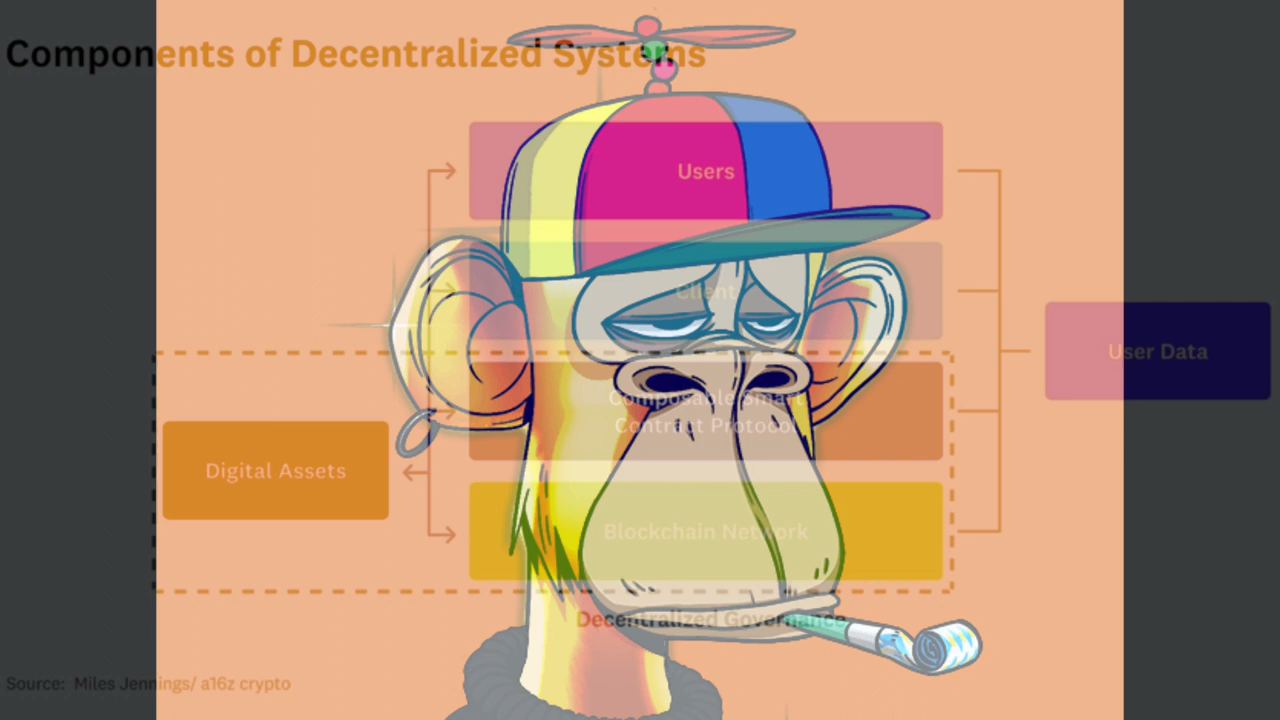 Components of Decentralized Systems
Users
Client
Composable Smart
Contract Protocol
User Data
Digital Assets
Blockchain Network
Decentralized Governance
Source: Miles Jennings/ a16z crypto